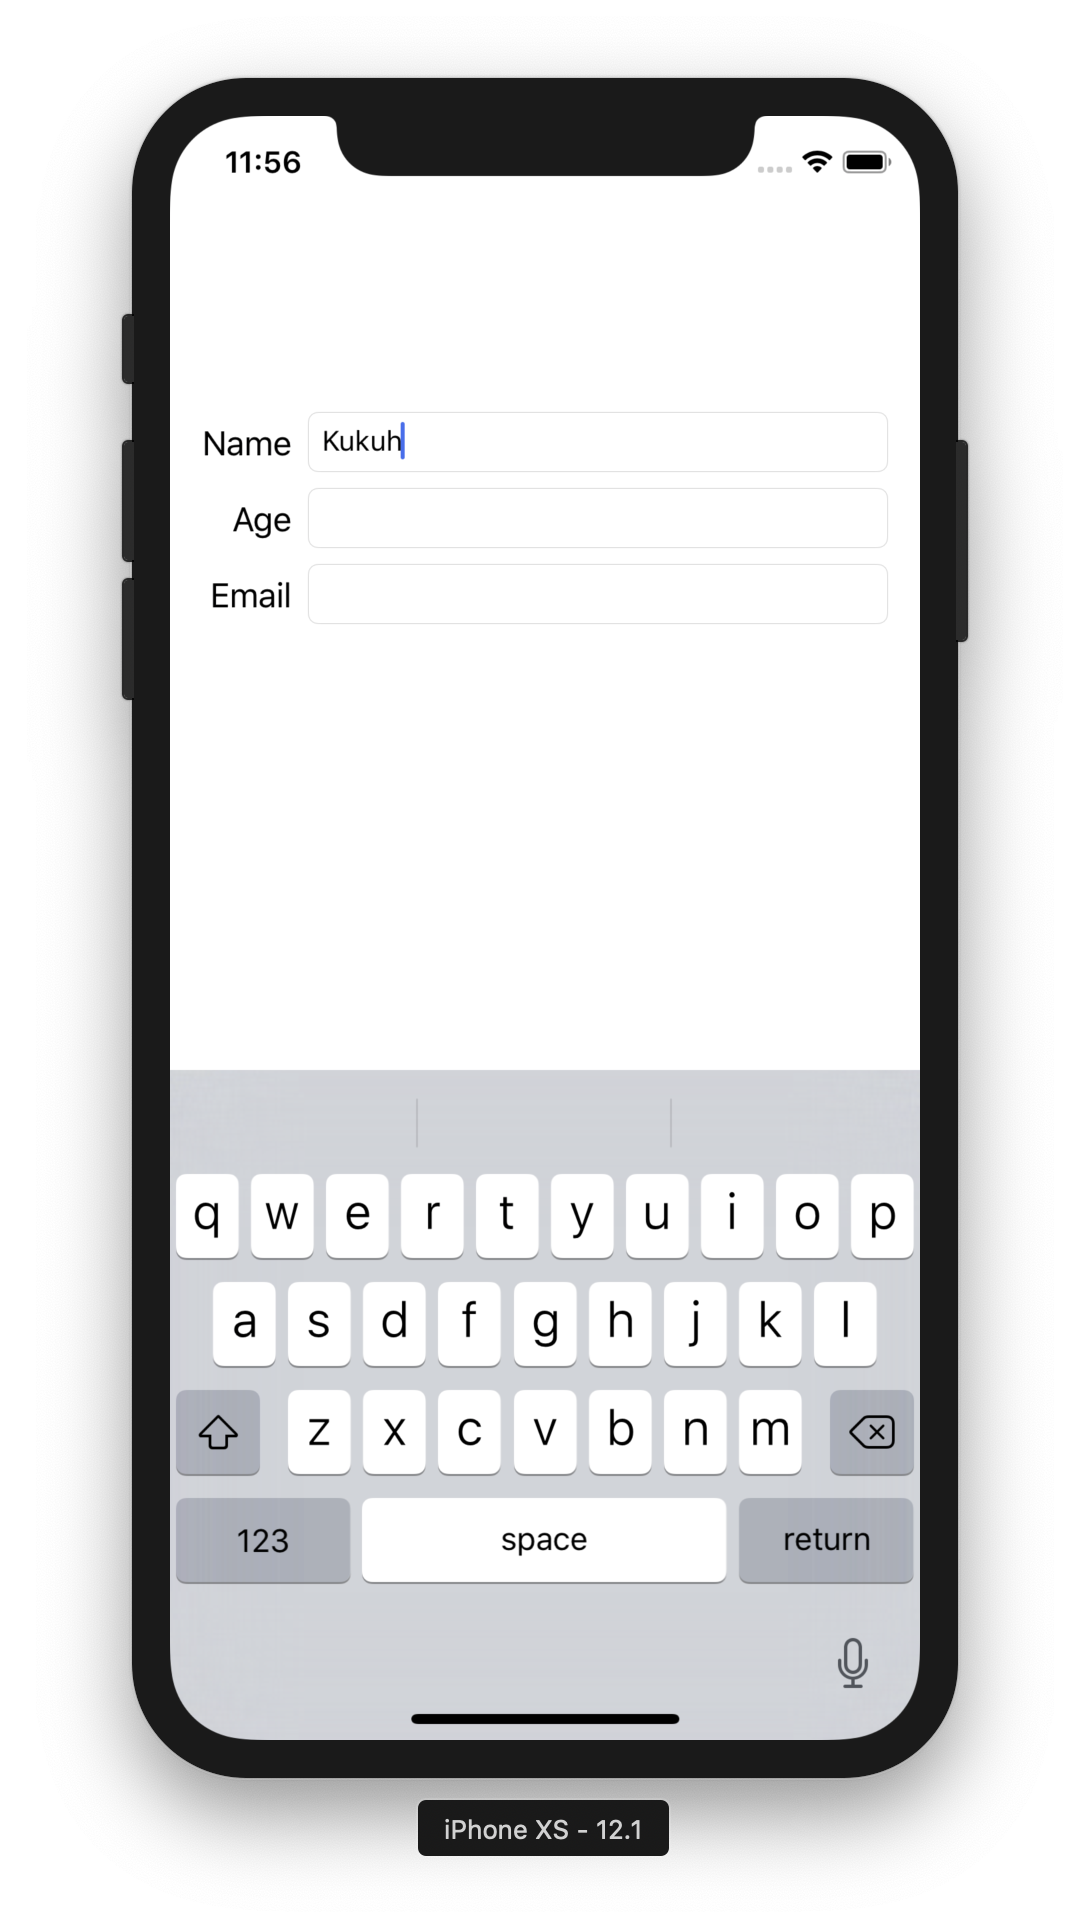 11:56
Name Kukuh
Age
Email
q w e r t y u i o p
a s d f g h j k l
z x c v b n m
123 space return
iPhone XS - 12.1